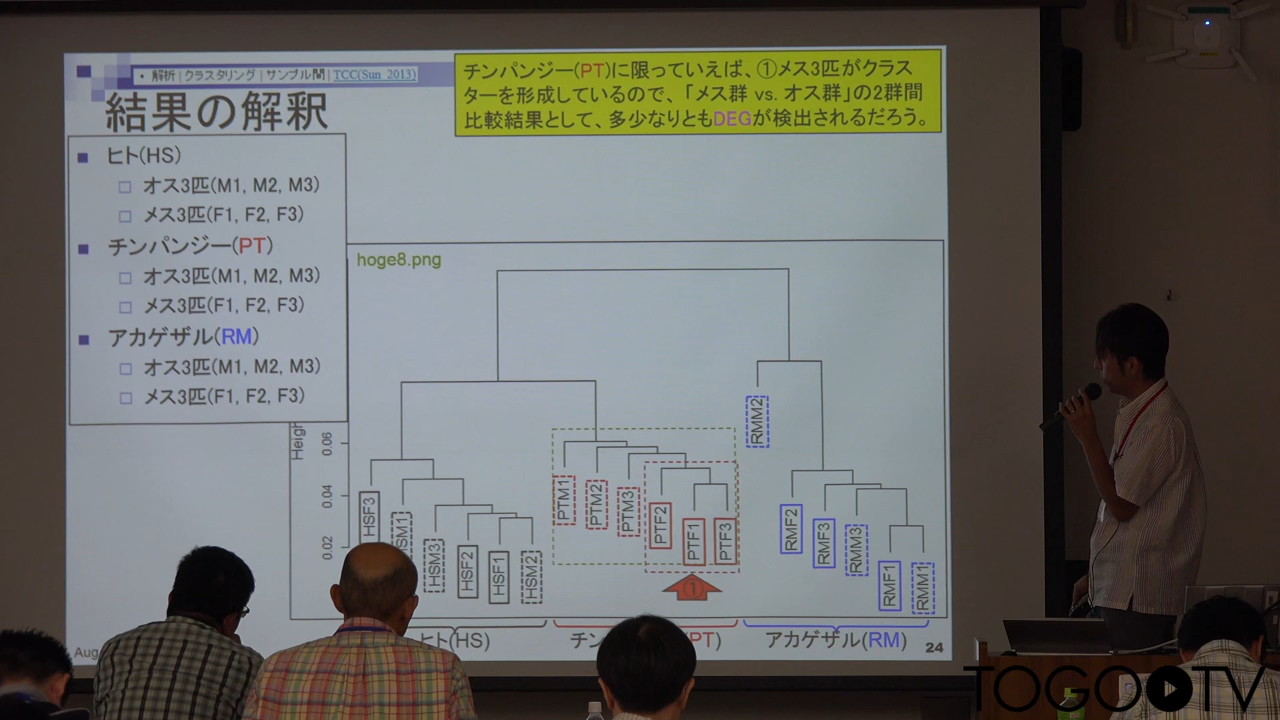 • 解析 | クラスタリング | サンプル間 | TCC(Sun_2013)
結果の解釈
チンパンジー(PT)に限っていえば、①メス3匹がクラス
ターを形成しているので、「メス群 vs. オス群」の2群間
比較結果として、多少なりともDEGが検出されるだろう。
ヒト(HS)
オス3匹(M1, M2, M3)
メス3匹(F1, F2, F3)
チンパンジー(PT)
オス3匹(M1, M2, M3)
メス3匹(F1, F2, F3)
アカゲザル(RM)
オス3匹(M1, M2, M3)
メス3匹(F1, F2, F3)
hoge8.png
0.06
0.04
0.02
HSF3
SM1
HSM3
HSF2
HSF1
HSM2
PTM1
PTM2
PTM3
PTF2
PTF1
PTF3
RMM2
RMF2
RMF3
RMM3
RMF1
RMM1
①
ヒト(HS)
チン
PT)
アカゲザル(RM)
Aug
24
TOGO TV